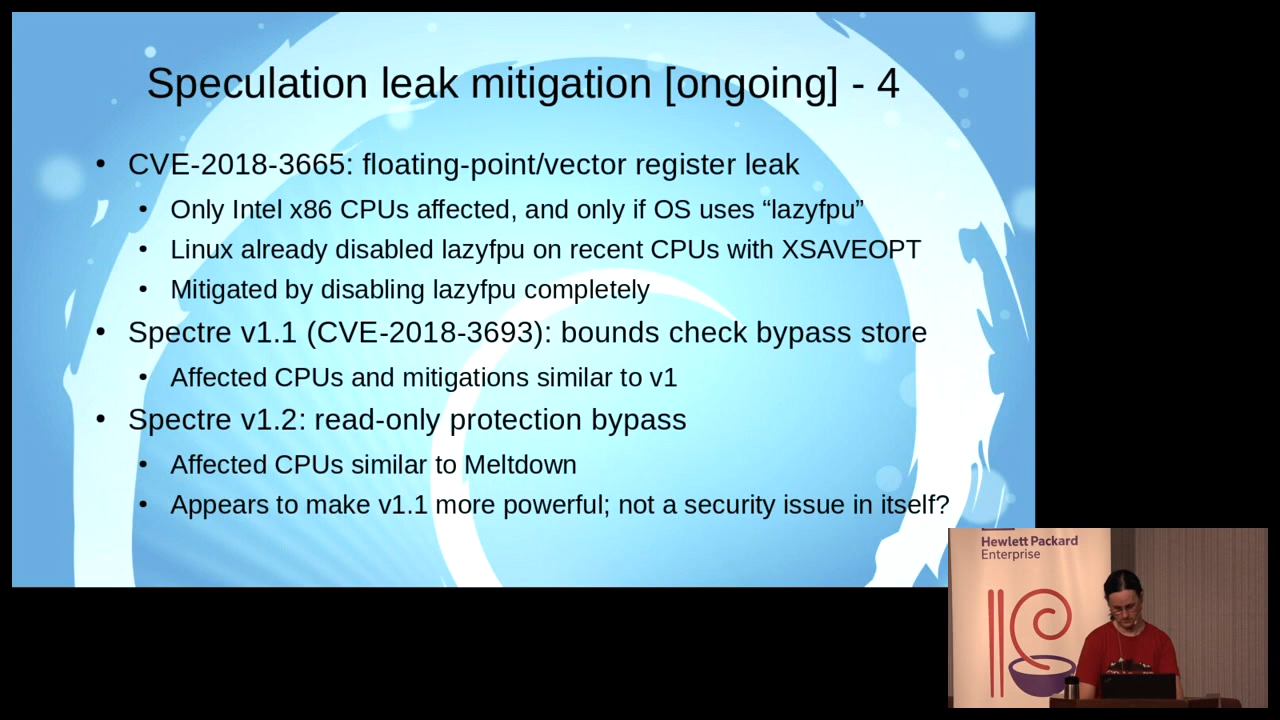 Speculation leak mitigation [ongoing] - 4
• CVE-2018-3665: floating-point/vector register leak
• Only Intel x86 CPUs affected, and only if OS uses “lazyfpu”
• Linux already disabled lazyfpu on recent CPUs with XSAVEOPT
• Mitigated by disabling lazyfpu completely
• Spectre v1.1 (CVE-2018-3693): bounds check bypass store
• Affected CPUs and mitigations similar to v1
• Spectre v1.2: read-only protection bypass
• Affected CPUs similar to Meltdown
• Appears to make v1.1 more powerful; not a security issue in itself?
Hewlett Packard
Enterprise